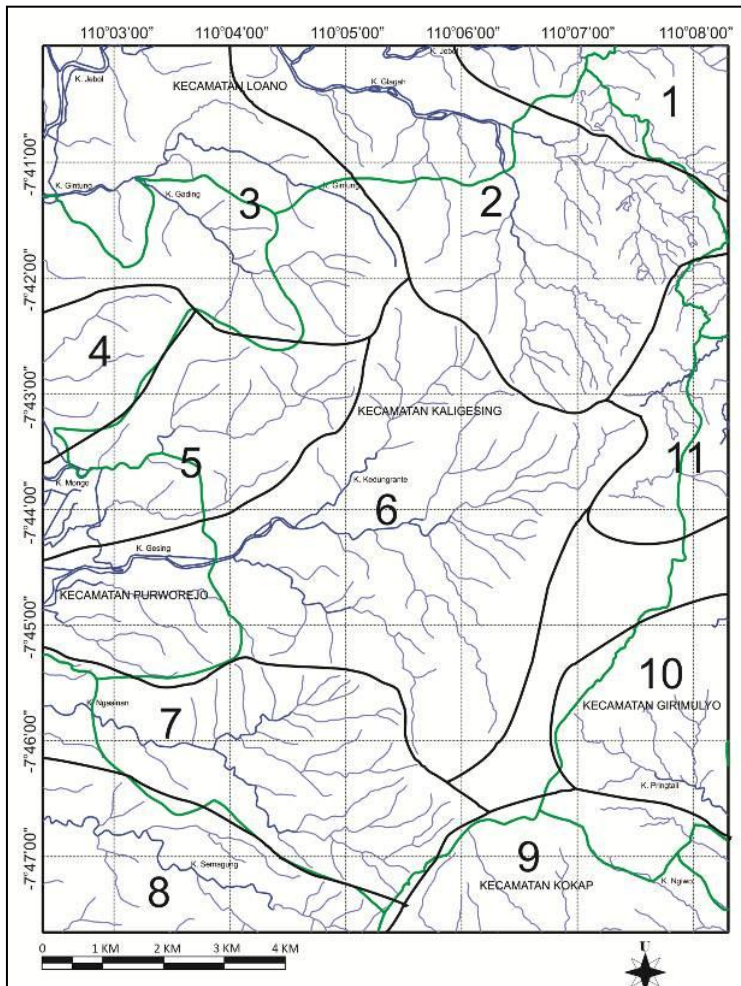 110°03'00" 110°04'00" 110°05'00" 110°06'00" 110°07'00" 110°08'00"
K. Jebol
K. Jebol
KECAMATAN LOANO
K. Glagah
1
-7°41'00"
K. Gintung
K. Gading
3
K. Gintung
2
-7°42'00"
4
-7°43'00"
KECAMATAN KALIGESING
5
11
K. Mongo
K. Kedungrante
6
-7°44'00"
K. Gesing
KECAMATAN PURWOREJO
-7°45'00"
10
K. Ngasinan
KECAMATAN GIRIMULYO
7
-7°46'00"
K. Pringtali
-7°47'00"
K. Semagung
9
8
KECAMATAN KOKAP
K. Ngiwo
0 1 KM 2 KM 3 KM 4 KM
U